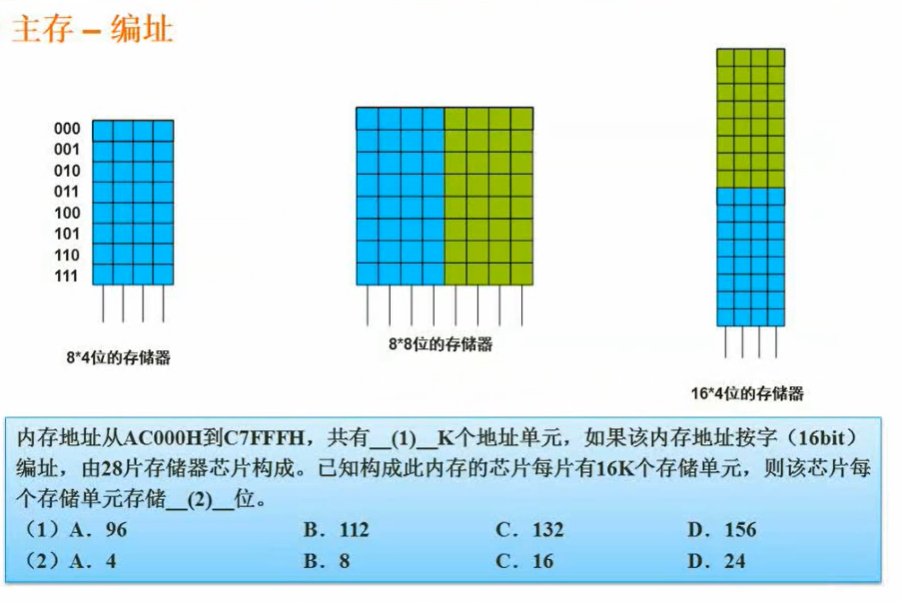 主存 – 编址
000
001
010
011
100
101
110
111
8*4位的存储器
8*8位的存储器
16*4位的存储器
内存地址从AC000H到C7FFFH，共有__(1)__K个地址单元，如果该内存地址按字（16bit）
编址，由28片存储器芯片构成。已知构成此内存的芯片每片有16K个存储单元，则该芯片每
个存储单元存储__(2)__位。
（1）A．96 B．112 C．132 D．156
（2）A．4 B．8 C．16 D．24